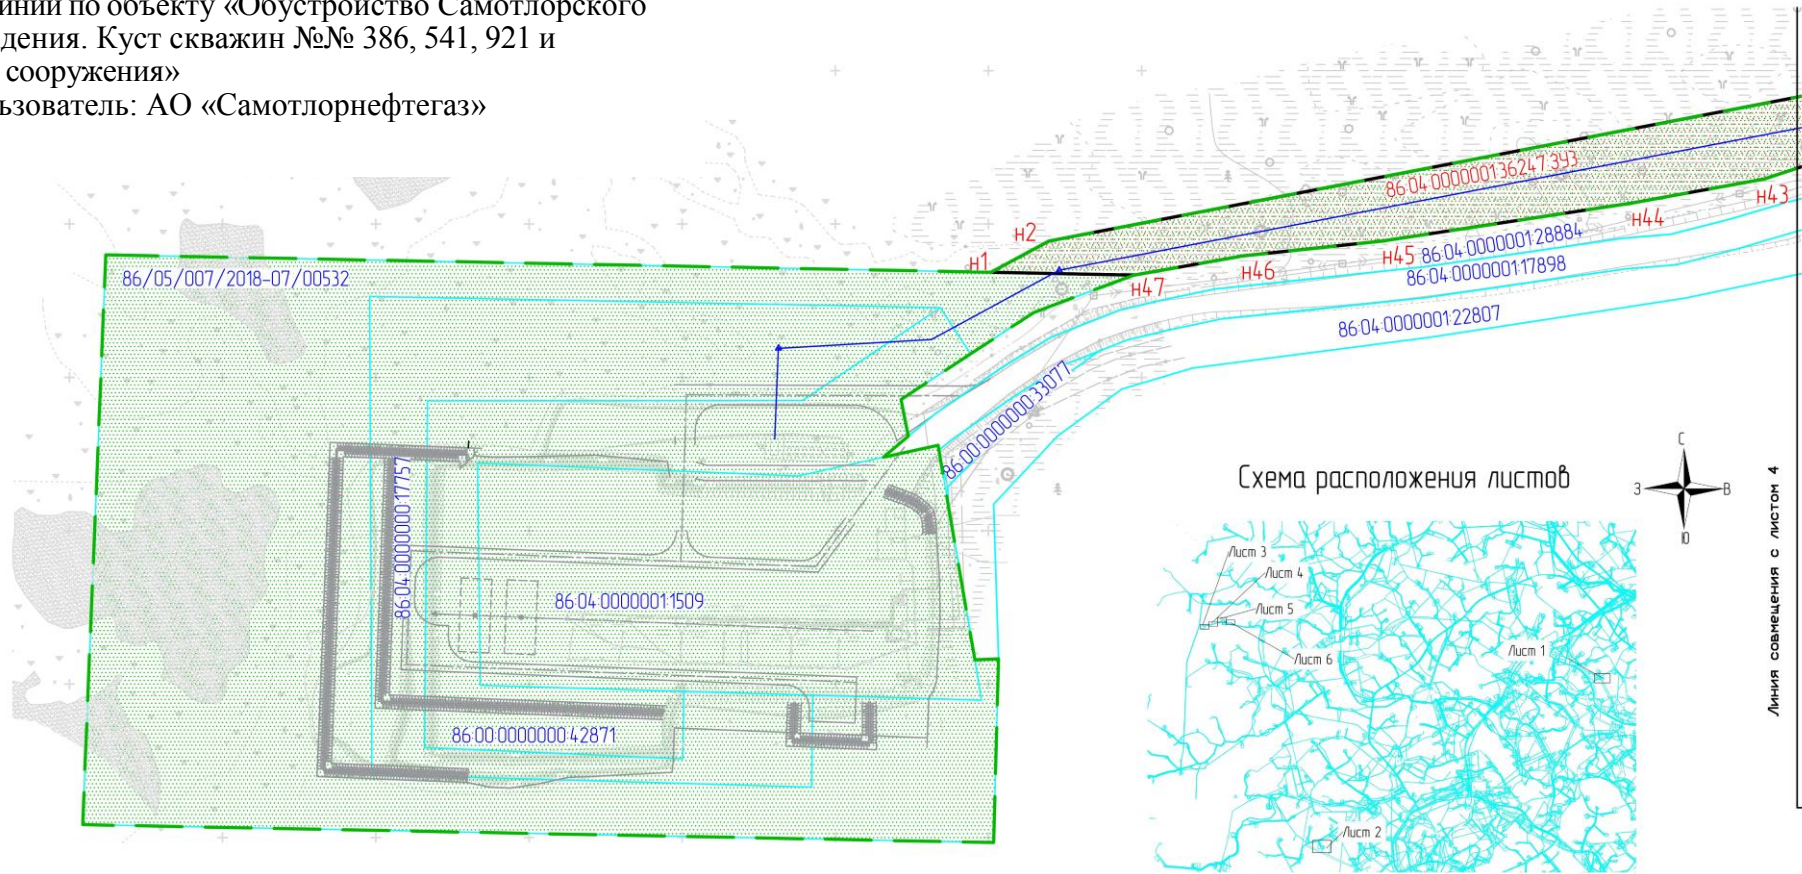 инии по объекту «Обустройство Самотлорского
дения. Куст скважин №№ 386, 541, 921 и
сооружения»
ьзователь: АО «Самотлорнефтегаз»
86/05/007/2018-07/00532
н1
н2
86:04:0000001:36247:ЗУ3
н43
н44
н45
н46
н47
86:04:0000001:28884
86:04:0000001:17898
86:04:0000001:22807
86:00:0000000:33077
86:04:0000001:17757
86:04:0000001:1509
86:00:0000000:42871
Схема расположения листов
С
З
В
Ю
Лист 3
Лист 4
Лист 5
Лист 6
Лист 1
Лист 2
Линия совмещения с листом 4